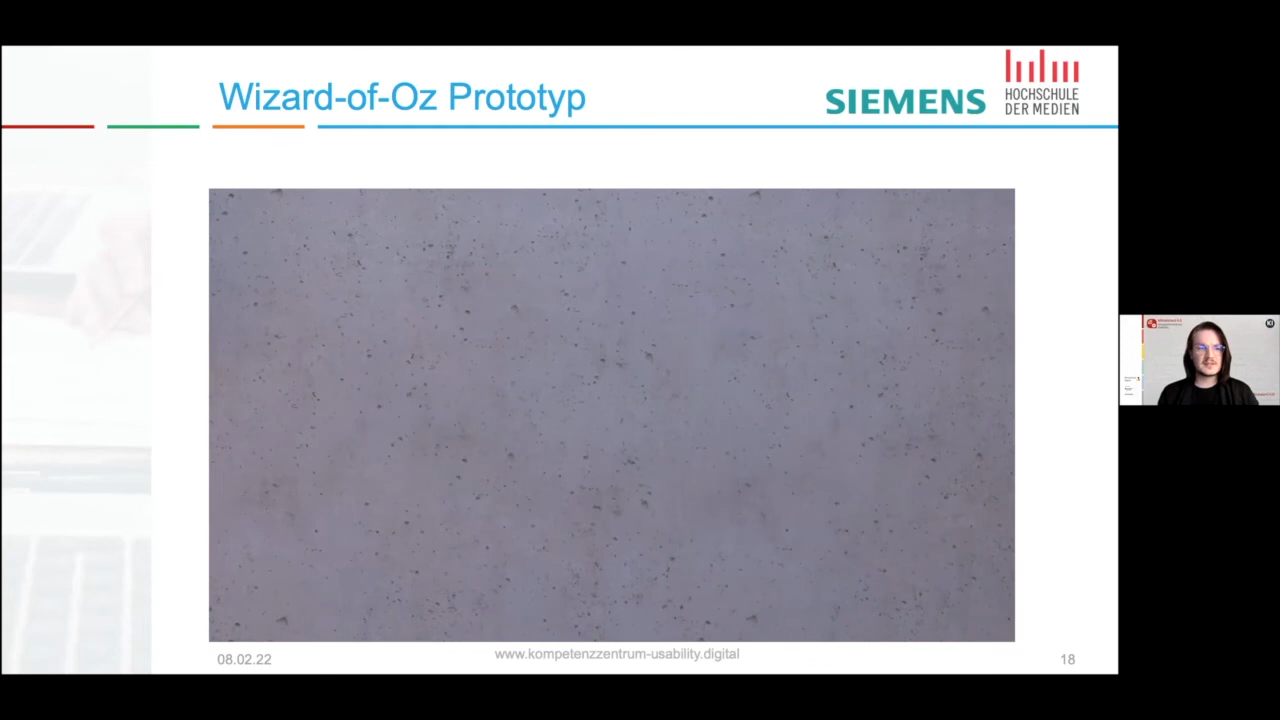 Wizard-of-Oz Prototyp
SIEMENS
HOCHSCHULE
DER MEDIEN
08.02.22
www.kompetenzzentrum-usability.digital
18